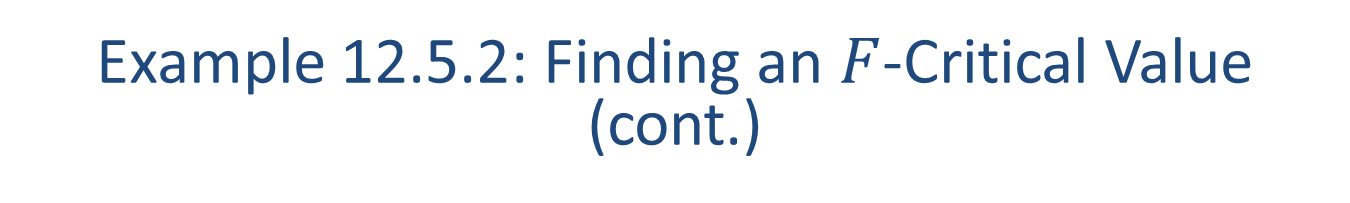 Example 12.5.2: Finding an F-Critical Value
(cont.)